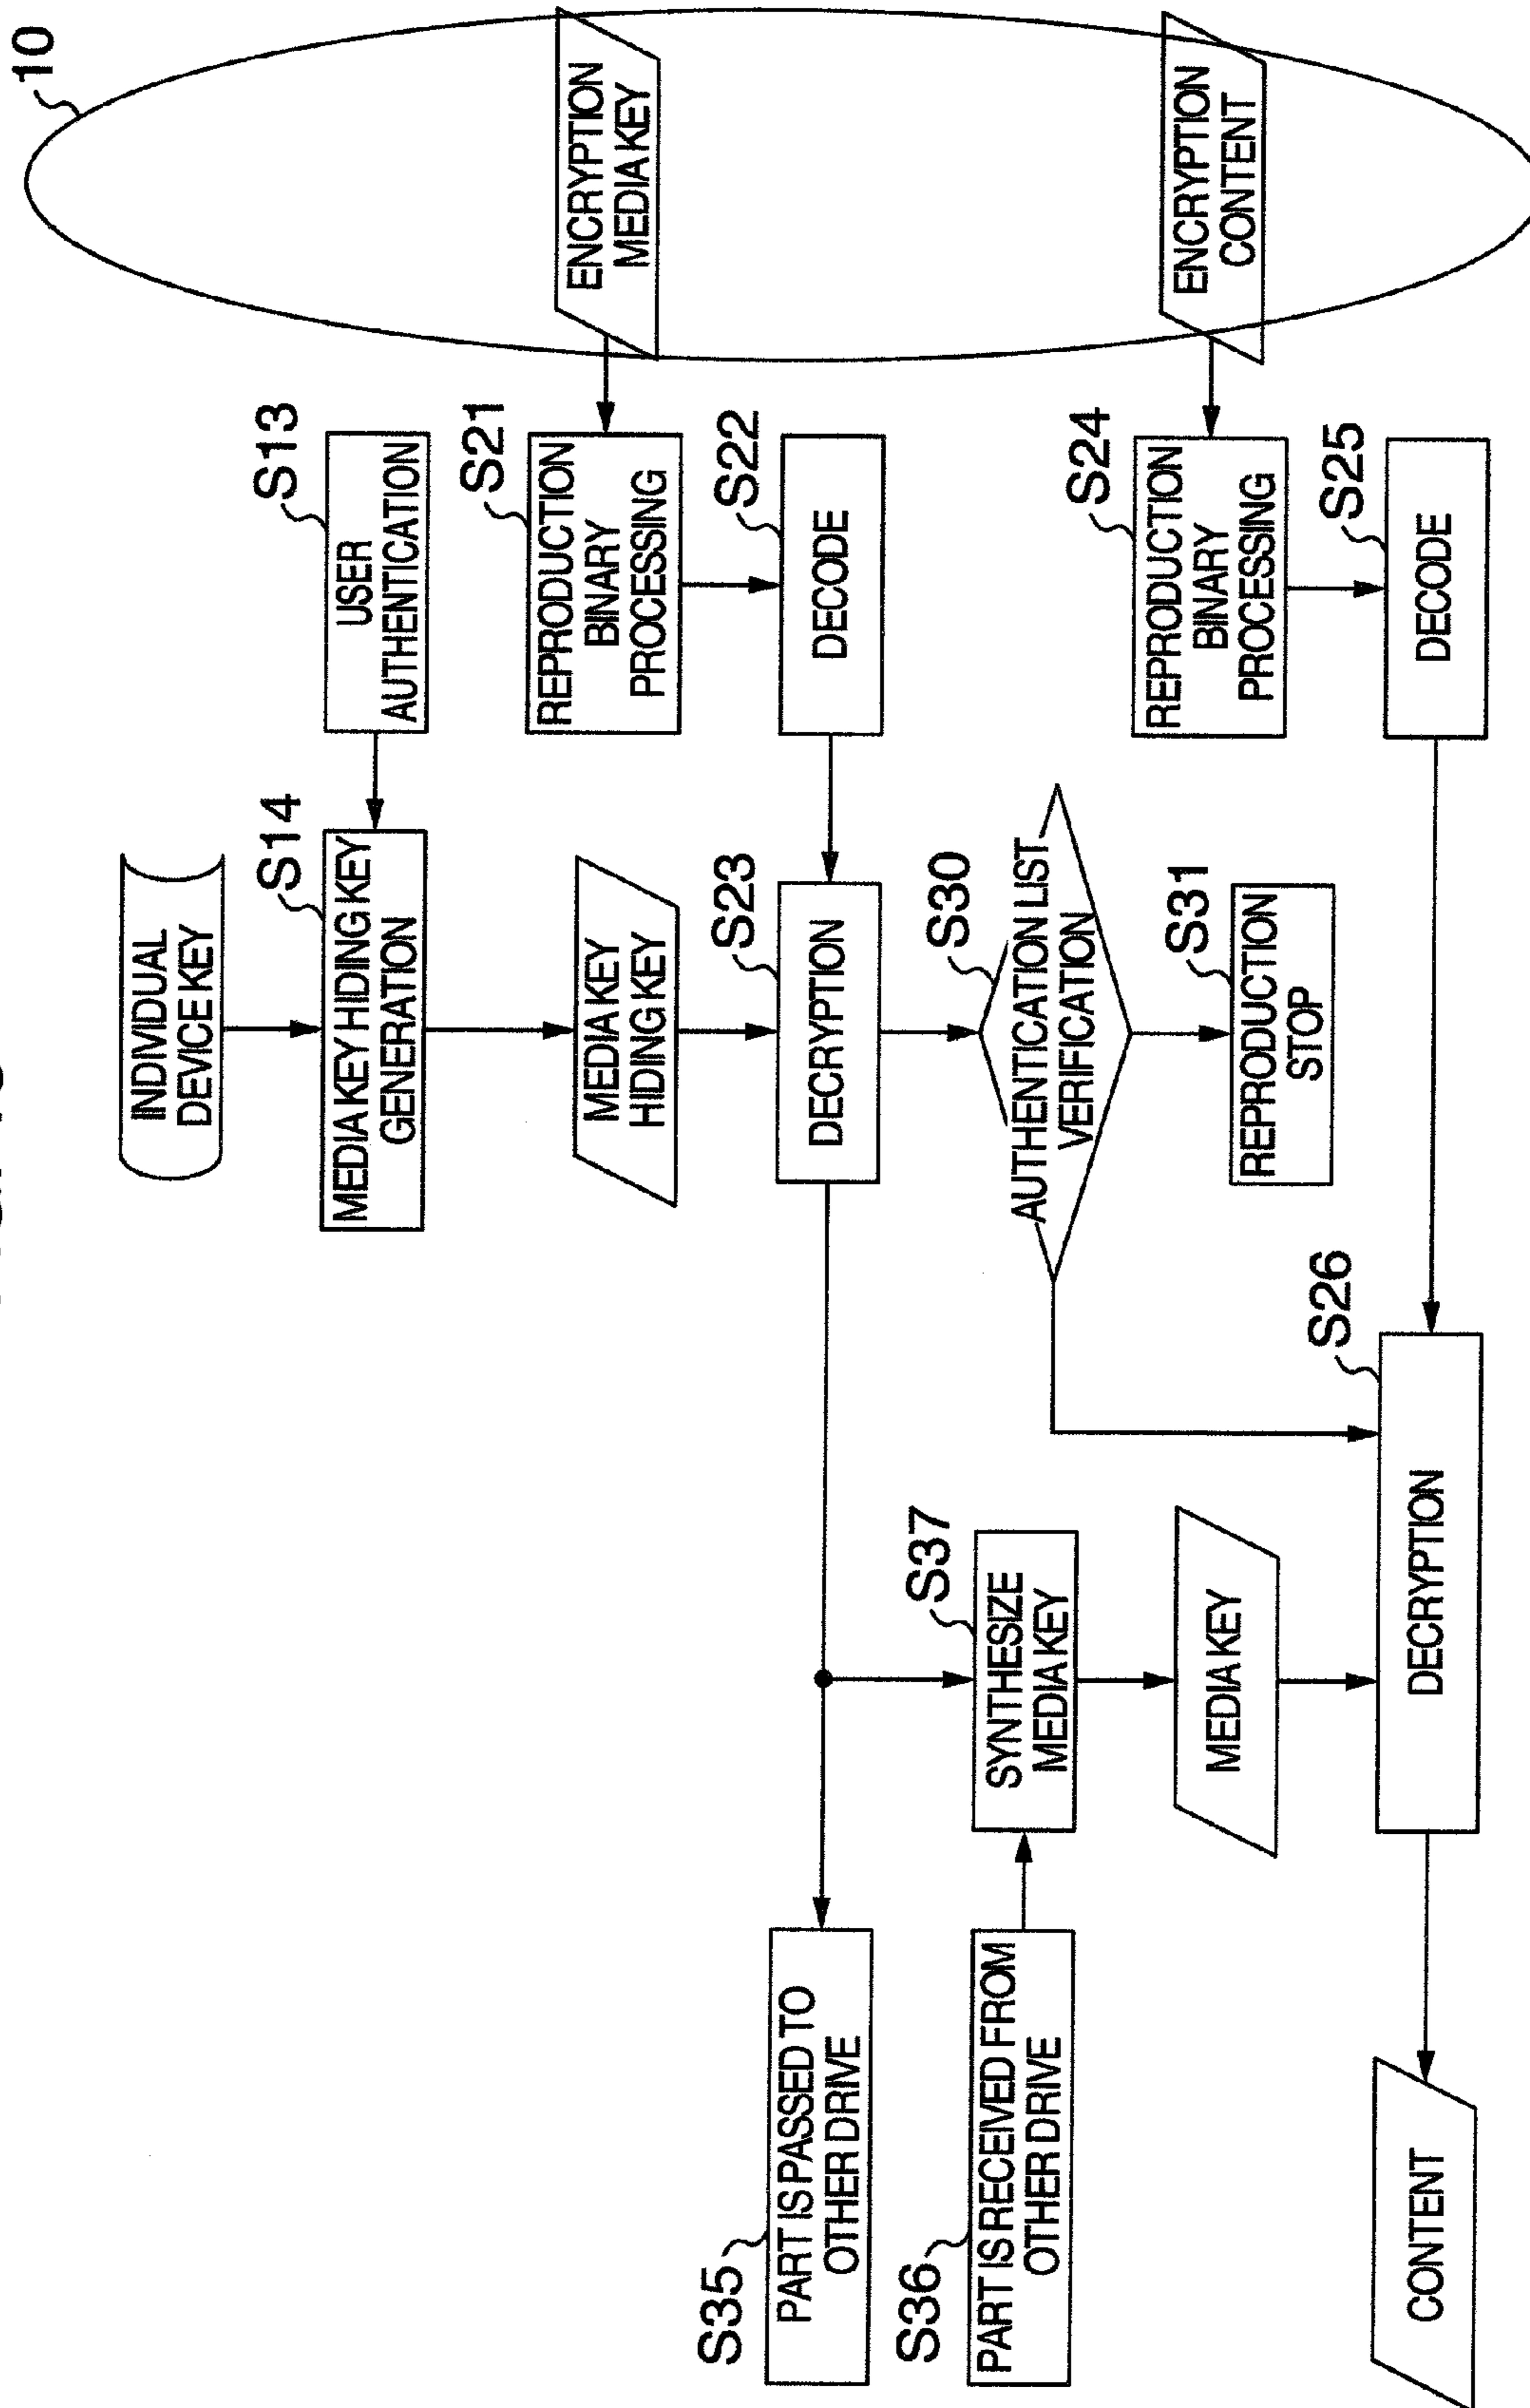 10
ENCRYPTION
MEDIA KEY
ENCRYPTION
CONTENT
S13
USER
AUTHENTICATION
S21
REPRODUCTION
BINARY
PROCESSING
S22
DECODE
S24
REPRODUCTION
BINARY
PROCESSING
S25
DECODE
INDIVIDUAL
DEVICE KEY
S14
MEDIA KEY HIDING KEY
GENERATION
MEDIA KEY
HIDING KEY
S23
DECRYPTION
S30
AUTHENTICATION LIST
VERIFICATION
S31
REPRODUCTION
STOP
S26
DECRYPTION
S37
SYNTHESIZE
MEDIA KEY
MEDIA KEY
S35
PART IS PASSED TO
OTHER DRIVE
S36
PART IS RECEIVED FROM
OTHER DRIVE
CONTENT